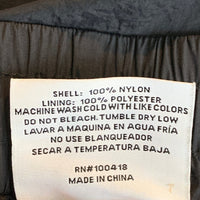 SHELL: 100% NYLON
LINING: 100% POLYESTER
MACHINE WASH COLD WITH LIKE COLORS
DO NOT BLEACH. TUMBLE DRY LOW
LAVAR A MAQUINA EN AGUA FRÍA
NO USE BLANQUEADOR
SECAR A TEMPERATURA BAJA
RN#100418
MADE IN CHINA